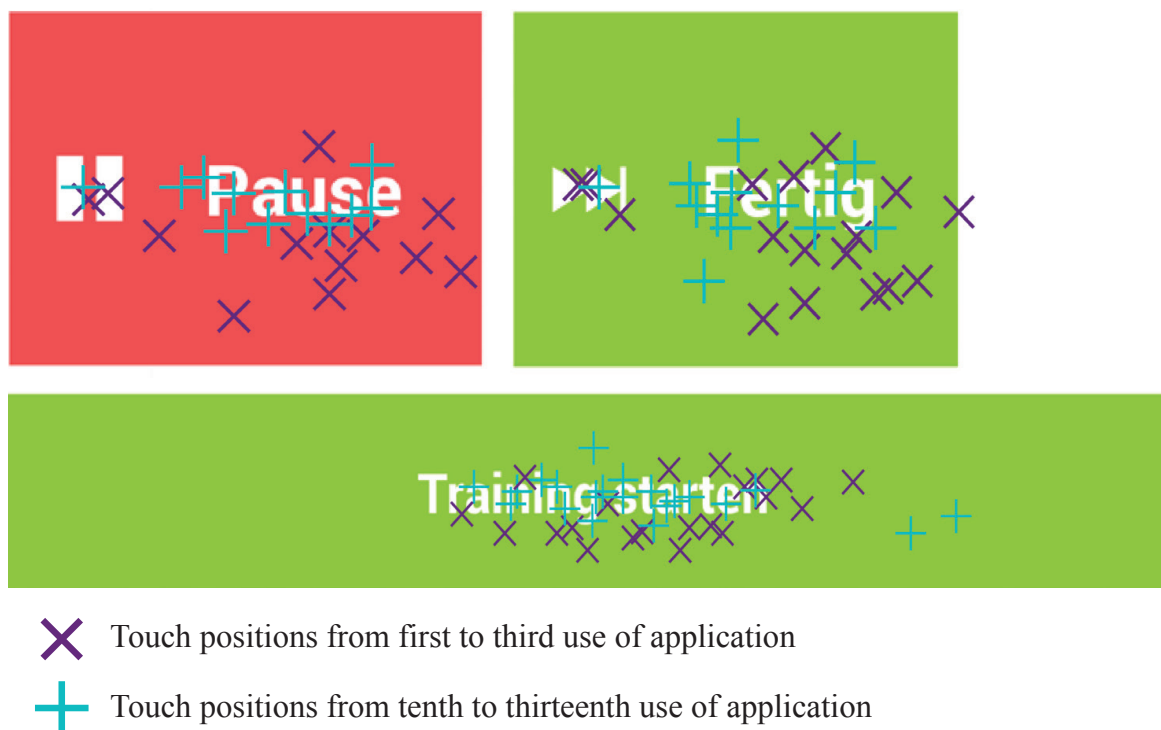 Pause
Fertig
Training starten
Touch positions from first to third use of application
Touch positions from tenth to thirteenth use of application